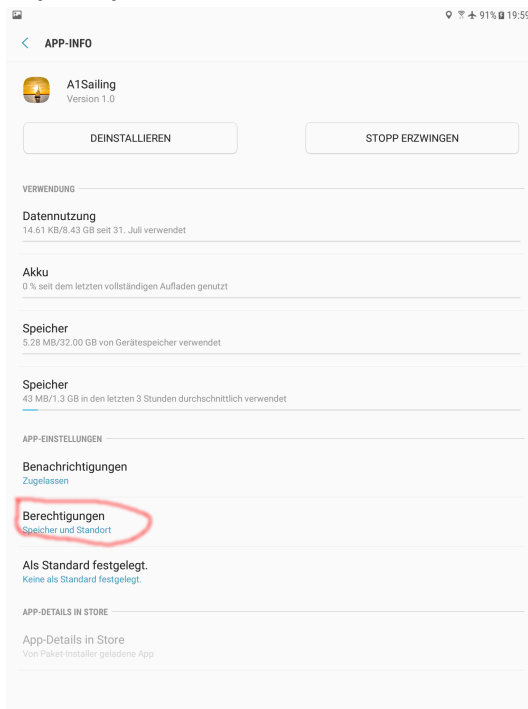 91% 19:59
APP-INFO
A1Sailing
Version 1.0
DEINSTALLIEREN
STOPP ERZWINGEN
VERWENDUNG
Datennutzung
14.61 KB/8.43 GB seit 31. Juli verwendet
Akku
0 % seit dem letzten vollständigen Aufladen genutzt
Speicher
5.28 MB/32.00 GB von Gerätespeicher verwendet
Speicher
43 MB/1.3 GB in den letzten 3 Stunden durchschnittlich verwendet
APP-EINSTELLUNGEN
Benachrichtigungen
Zugelassen
Berechtigungen
Speicher und Standort
Als Standard festgelegt.
Keine als Standard festgelegt.
APP-DETAILS IN STORE
App-Details in Store
Von Paket-Installer geladene App